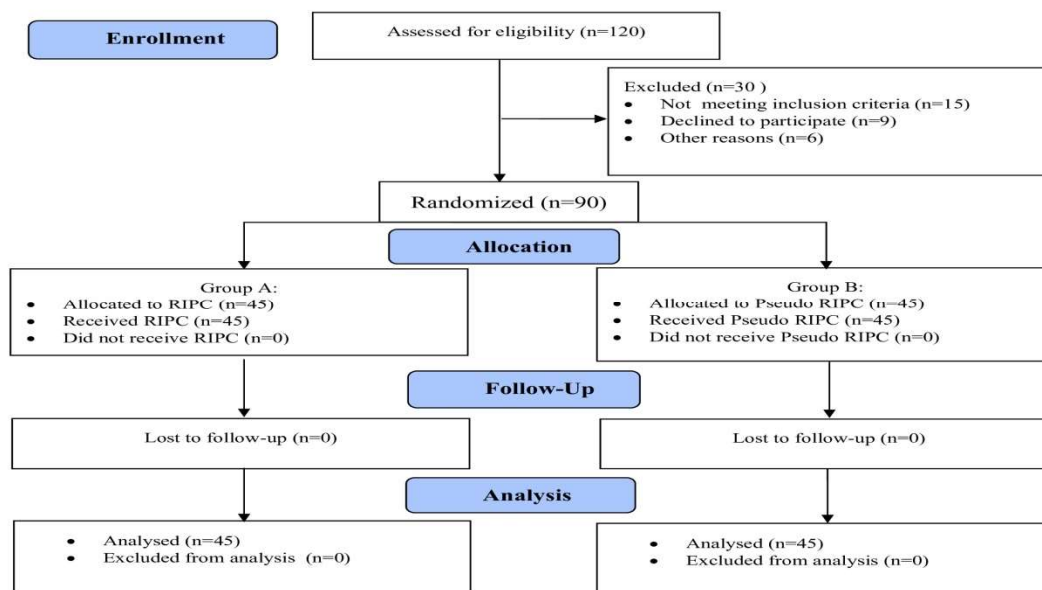 Enrollment
Assessed for eligibility (n=120)
Excluded (n=30 )
• Not meeting inclusion criteria (n=15)
• Declined to participate (n=9)
• Other reasons (n=6)
Randomized (n=90)
Allocation
Group A:
• Allocated to RIPC (n=45)
• Received RIPC (n=45)
• Did not receive RIPC (n=0)
Group B:
• Allocated to Pseudo RIPC (n=45)
• Received Pseudo RIPC (n=45)
• Did not receive Pseudo RIPC (n=0)
Follow-Up
Lost to follow-up (n=0)
Lost to follow-up (n=0)
Analysis
• Analysed (n=45)
• Excluded from analysis (n=0)
• Analysed (n=45)
• Excluded from analysis (n=0)